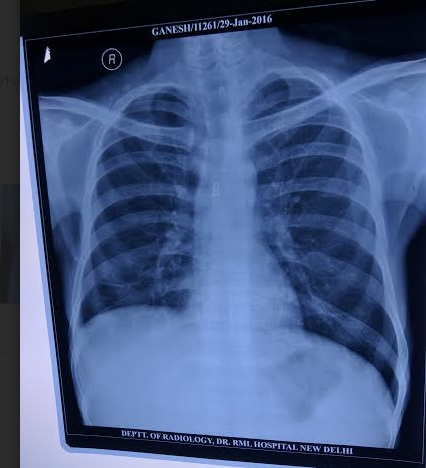 GANESH/11261/29-Jan-2016
R
DEPTT. OF RADIOLOGY, DR. RML HOSPITAL NEW DELHI